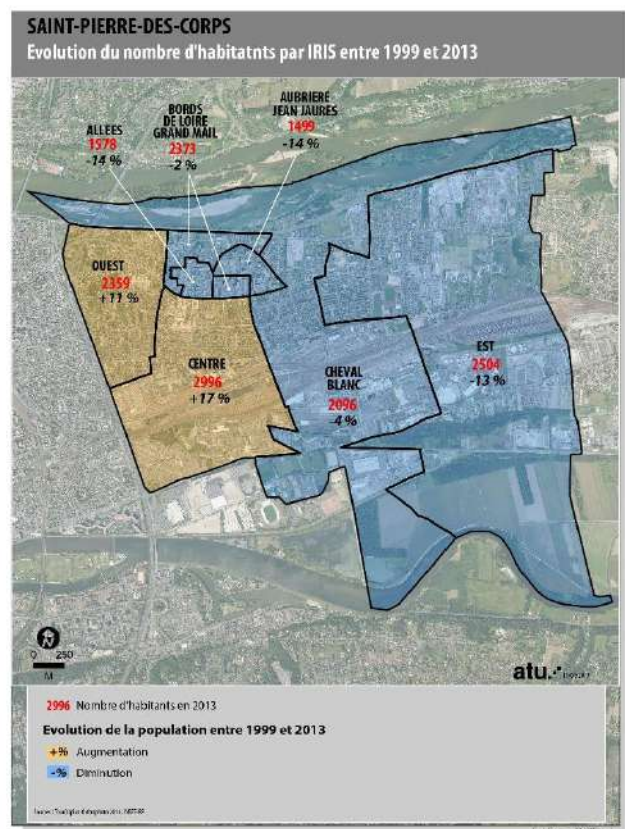 SAINT-PIERRE-DES-CORPS
Evolution du nombre d'habitatnts par IRIS entre 1999 et 2013
ALLEES
1578
-14 %
BORDS
DE LOIRE
GRAND MAIL
2373
-2 %
AUBRIERE
JEAN JAURES
1499
-14 %
OUEST
2359
+11 %
CENTRE
2996
+17 %
CHEVAL
BLANC
2096
-4 %
EST
2504
-13 %
0 250
M
atu
2996 Nombre d'habitants en 2013
Evolution de la population entre 1999 et 2013
+% Augmentation
-% Diminution